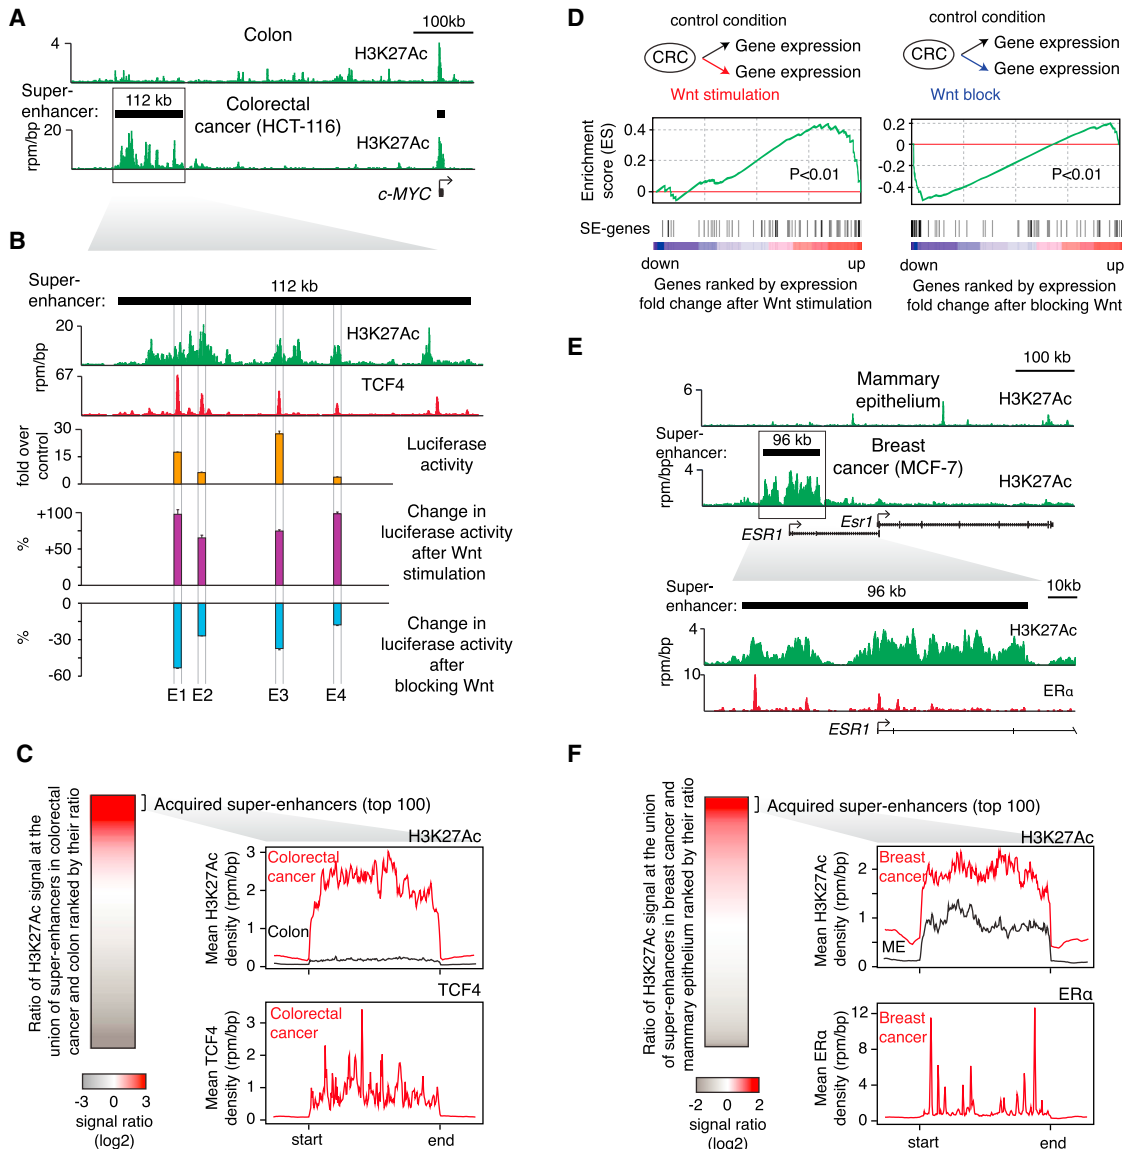 A
100kb
Colon
4
H3K27Ac
Super-
enhancer:
112 kb
Colorectal
cancer (HCT-116)
20
rpm/bp
H3K27Ac
c-MYC
B
Super-
enhancer:
112 kb
20
H3K27Ac
rpm/bp
67
TCF4
30
15
0
fold over
control
Luciferase
activity
+100
+50
0
%
Change in
luciferase activity
after Wnt
stimulation
0
-30
-60
%
Change in
luciferase activity
after
blocking Wnt
E1 E2 E3 E4
C
Ratio of H3K27Ac signal at the
union of super-enhancers in colorectal
cancer and colon ranked by their ratio
Acquired super-enhancers (top 100)
H3K27Ac
Mean H3K27Ac
density (rpm/bp)
3
2
1
0
Colorectal
cancer
Colon
TCF4
Mean TCF4
density (rpm/bp)
3
2
1
0
Colorectal
cancer
start end
-3 0 3
signal ratio
(log2)
D
control condition
CRC
Gene expression
Gene expression
Wnt stimulation
control condition
CRC
Gene expression
Gene expression
Wnt block
Enrichment
score (ES)
0.4
0.2
0
P<0.01
0.2
0
-0.2
-0.4
P<0.01
SE-genes
down up
Genes ranked by expression
fold change after Wnt stimulation
down up
Genes ranked by expression
fold change after blocking Wnt
E
100 kb
6
Mammary
epithelium
H3K27Ac
Super-
enhancer:
96 kb
Breast
cancer (MCF-7)
4
rpm/bp
H3K27Ac
ESR1
Esr1
Super-
enhancer:
96 kb
10kb
4
H3K27Ac
rpm/bp
10
ERα
ESR1
F
Ratio of H3K27Ac signal at the union
of super-enhancers in breast cancer and
mammary epithelium ranked by their ratio
Acquired super-enhancers (top 100)
H3K27Ac
Mean H3K27Ac
density (rpm/bp)
2
1
0
Breast
cancer
ME
ERα
Mean ERα
density (rpm/bp)
12
8
4
0
Breast
cancer
start end
-2 0 2
signal ratio
(log2)